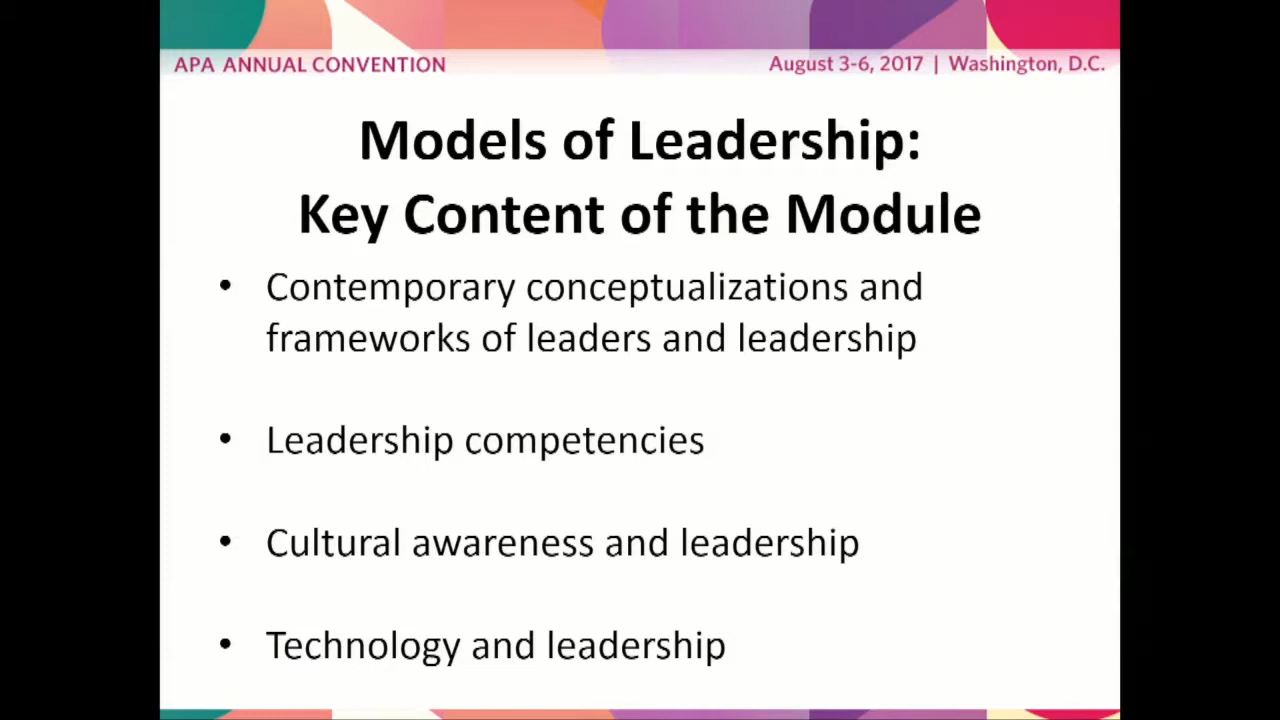 APA ANNUAL CONVENTION
August 3-6, 2017 | Washington, D.C.
Models of Leadership:
Key Content of the Module
• Contemporary conceptualizations and
frameworks of leaders and leadership
• Leadership competencies
• Cultural awareness and leadership
• Technology and leadership